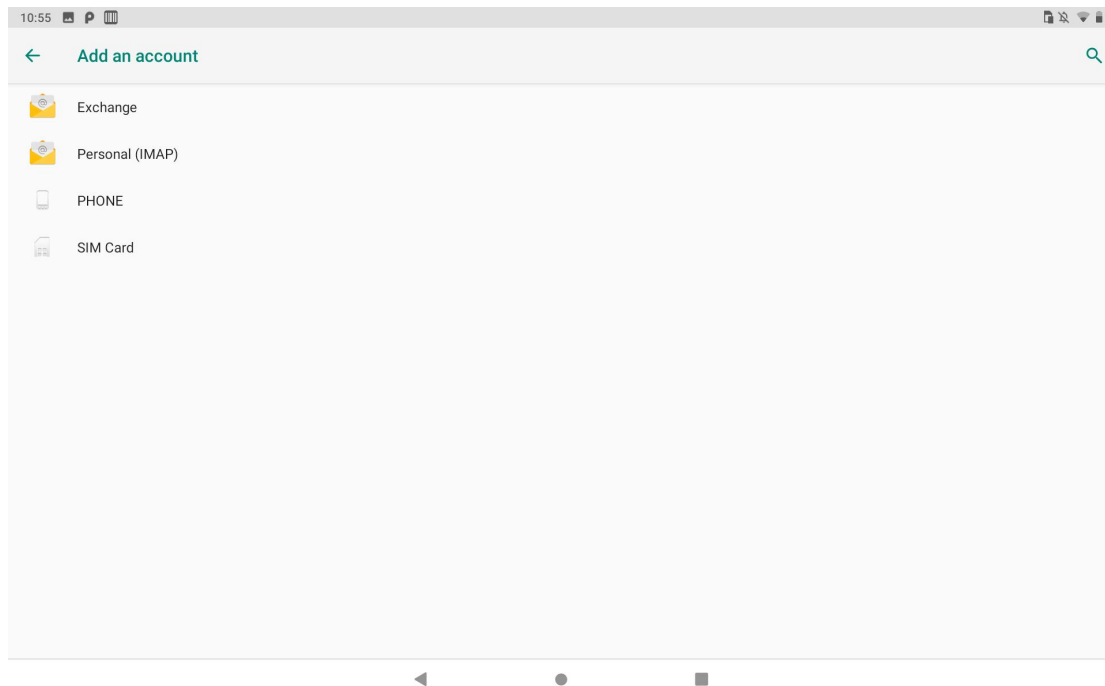 10:55
Add an account
Exchange
Personal (IMAP)
PHONE
SIM Card